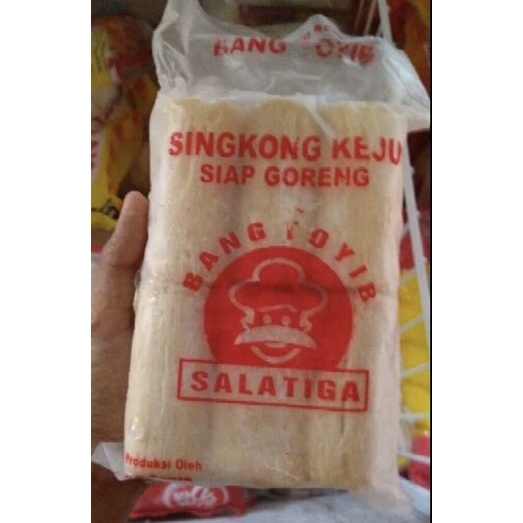 BANG TOYIB
SINGKONG KEJU
SIAP GORENG
BANG TOYIB
SALATIGA
Produksi Oleh